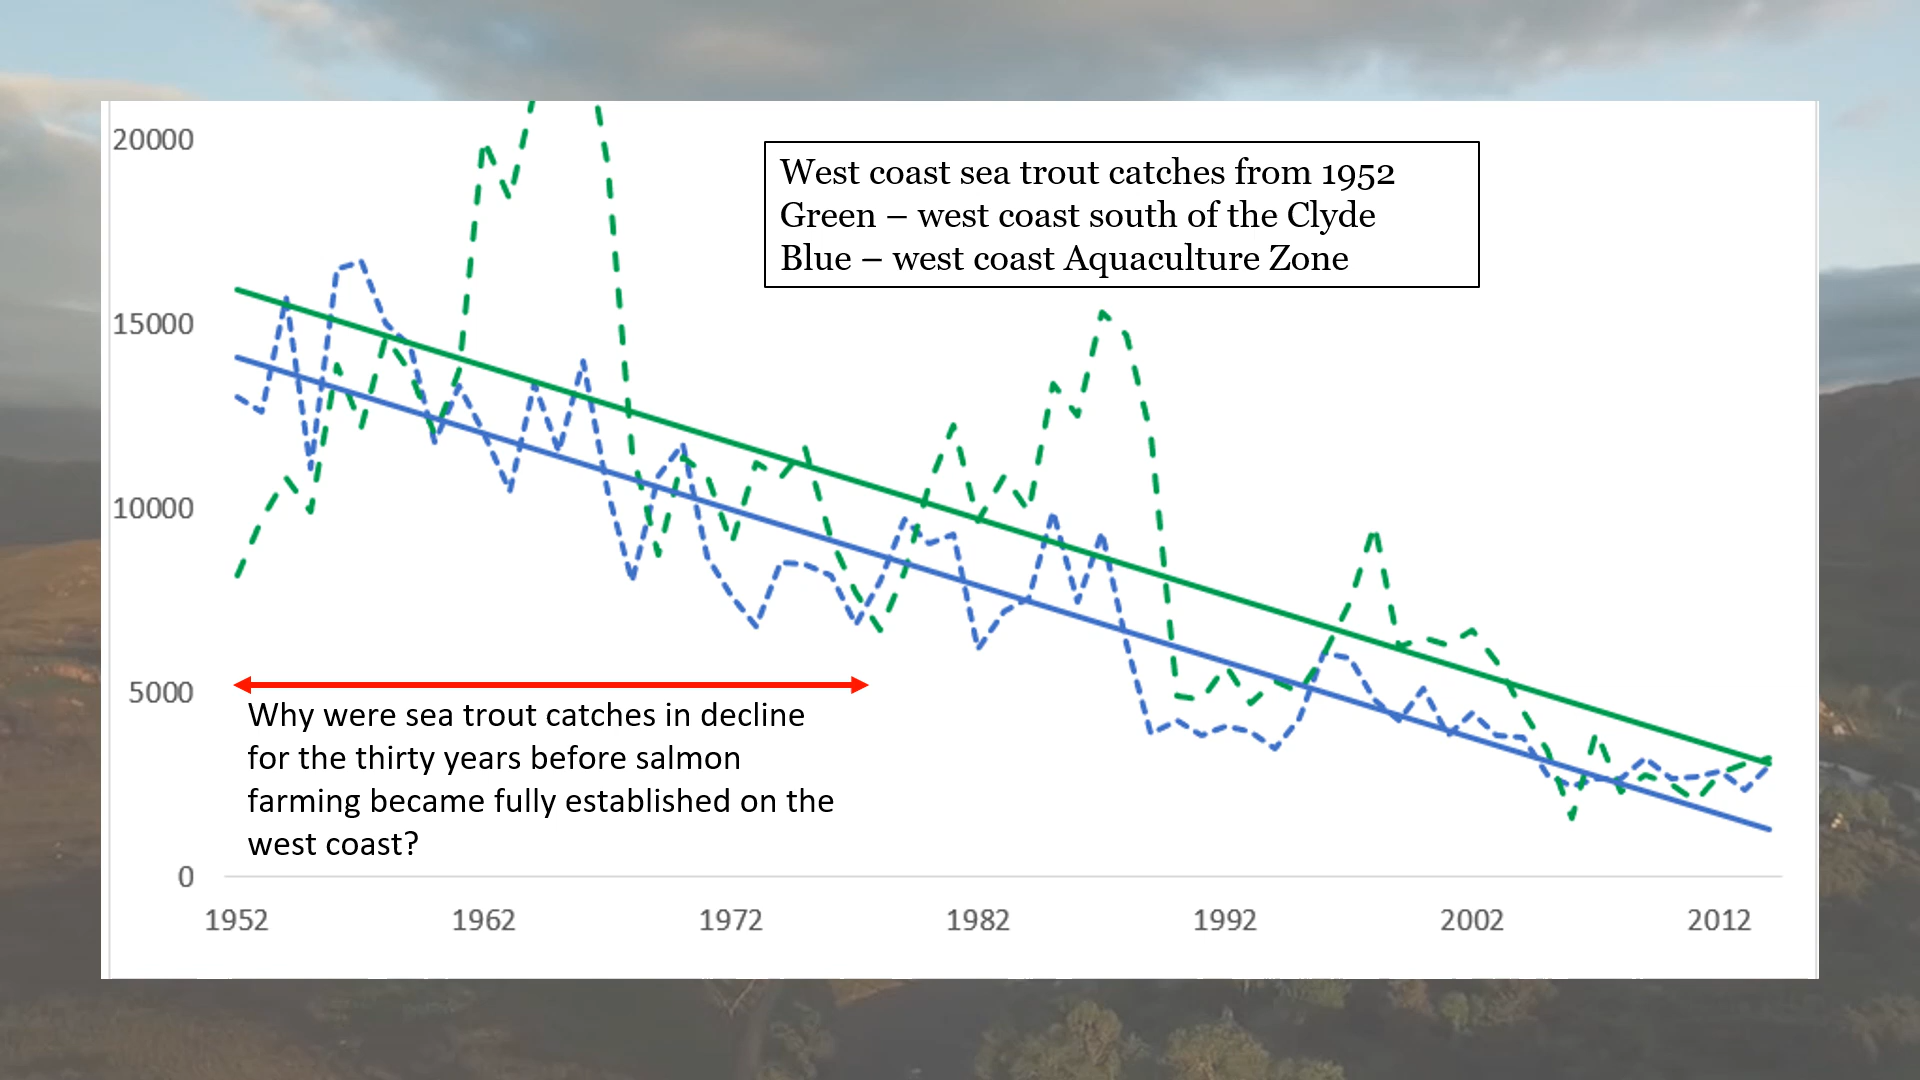 20000
West coast sea trout catches from 1952
Green – west coast south of the Clyde
Blue – west coast Aquaculture Zone
15000
10000
5000
Why were sea trout catches in decline
for the thirty years before salmon
farming became fully established on the
west coast?
0
1952 1962 1972 1982 1992 2002 2012